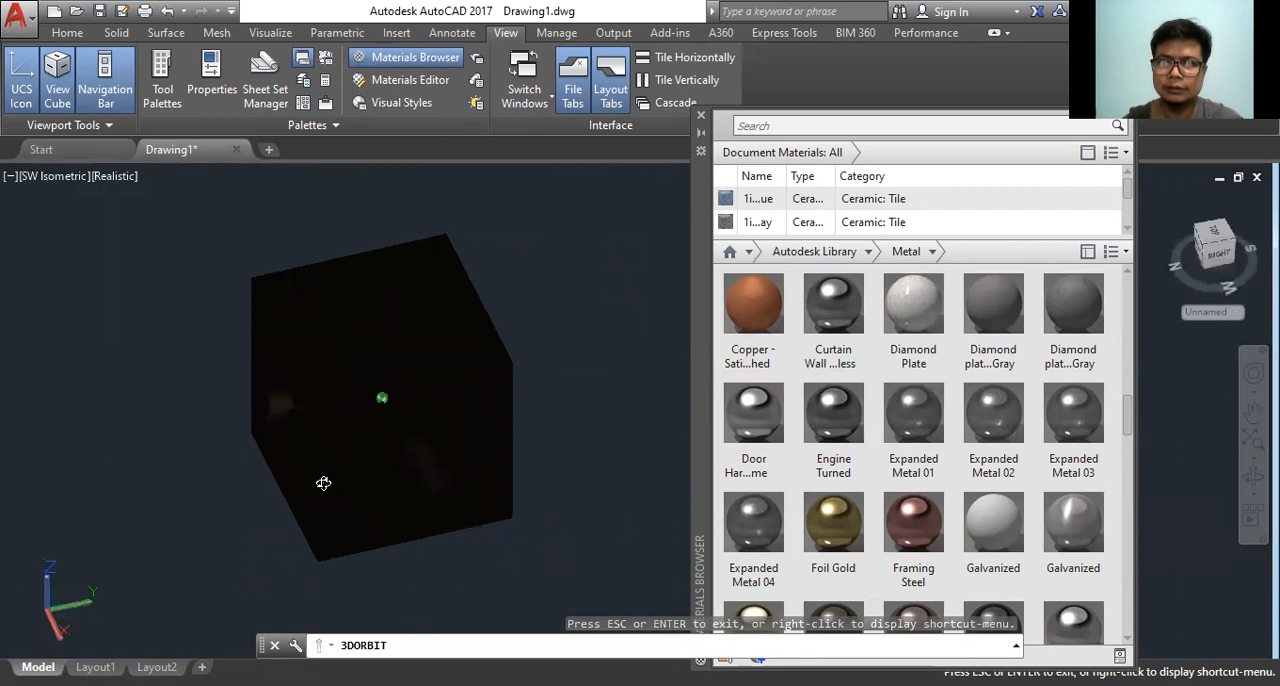 Autodesk AutoCAD 2017 Drawing1.dwg
Type a keyword or phrase
Sign In
Home Solid Surface Mesh Visualize Parametric Insert Annotate View Manage Output Add-ins A360 Express Tools BIM 360 Performance
UCS
Icon
View
Cube
Navigation
Bar
Tool
Palettes
Properties
Sheet Set
Manager
Materials Browser
Materials Editor
Visual Styles
Switch
Windows
File
Tabs
Layout
Tabs
Tile Horizontally
Tile Vertically
Cascade
Viewport Tools
Palettes
Interface
Start
Drawing1*
[−][SW Isometric][Realistic]
Search
Document Materials: All
Name Type Category
1i...ue Cera... Ceramic: Tile
1i...ay Cera... Ceramic: Tile
Autodesk Library Metal
Copper -
Sati...hed
Curtain
Wall ...less
Diamond
Plate
Diamond
plat...Gray
Diamond
plat...Gray
Door
Har...me
Engine
Turned
Expanded
Metal 01
Expanded
Metal 02
Expanded
Metal 03
Expanded
Metal 04
Foil Gold
Framing
Steel
Galvanized
Galvanized
TOP
RIGHT
N
S
Unnamed
Z
Y
X
MATERIALS BROWSER
Press ESC or ENTER to exit, or right-click to display shortcut-menu.
3DORBIT
Model Layout1 Layout2
Press ESC or ENTER to exit, or right-click to display shortcut-menu.